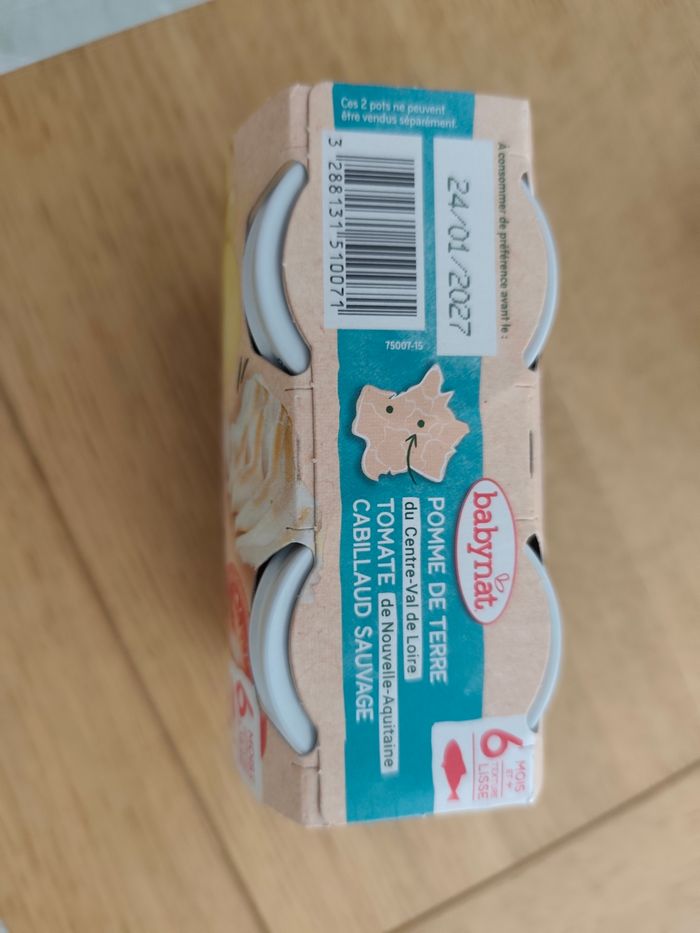 Ces 2 pots ne peuvent
être vendus séparément.
À consommer de préférence avant le :
24/01/2027
3 288131 510071
75007-15
babynat
POMME DE TERRE
du Centre-Val de Loire
TOMATE de Nouvelle-Aquitaine
CABILLAUD SAUVAGE
6 MOIS
ET +
TEXTURE
LISSE
6